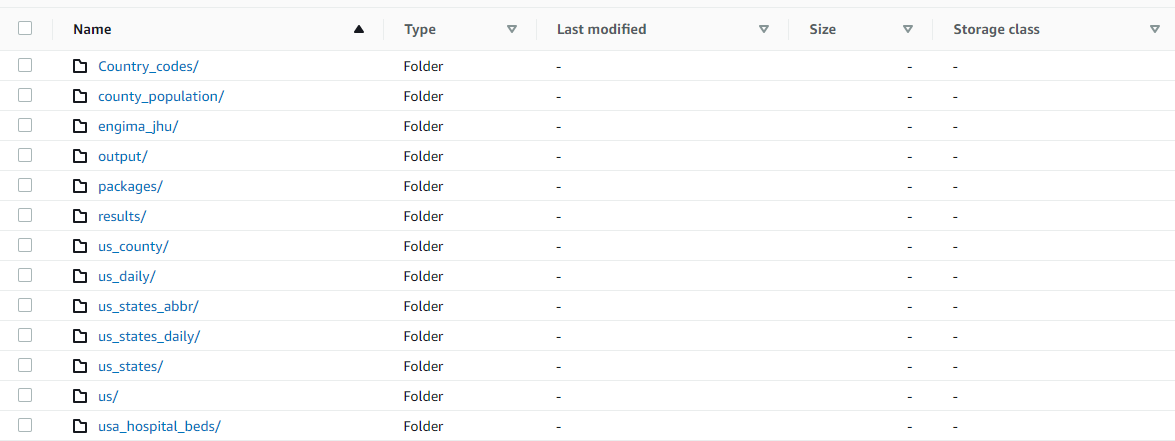 Name Type Last modified Size Storage class
Country_codes/ Folder - - -
county_population/ Folder - - -
engima_jhu/ Folder - - -
output/ Folder - - -
packages/ Folder - - -
results/ Folder - - -
us_county/ Folder - - -
us_daily/ Folder - - -
us_states_abbr/ Folder - - -
us_states_daily/ Folder - - -
us_states/ Folder - - -
us/ Folder - - -
usa_hospital_beds/ Folder - - -